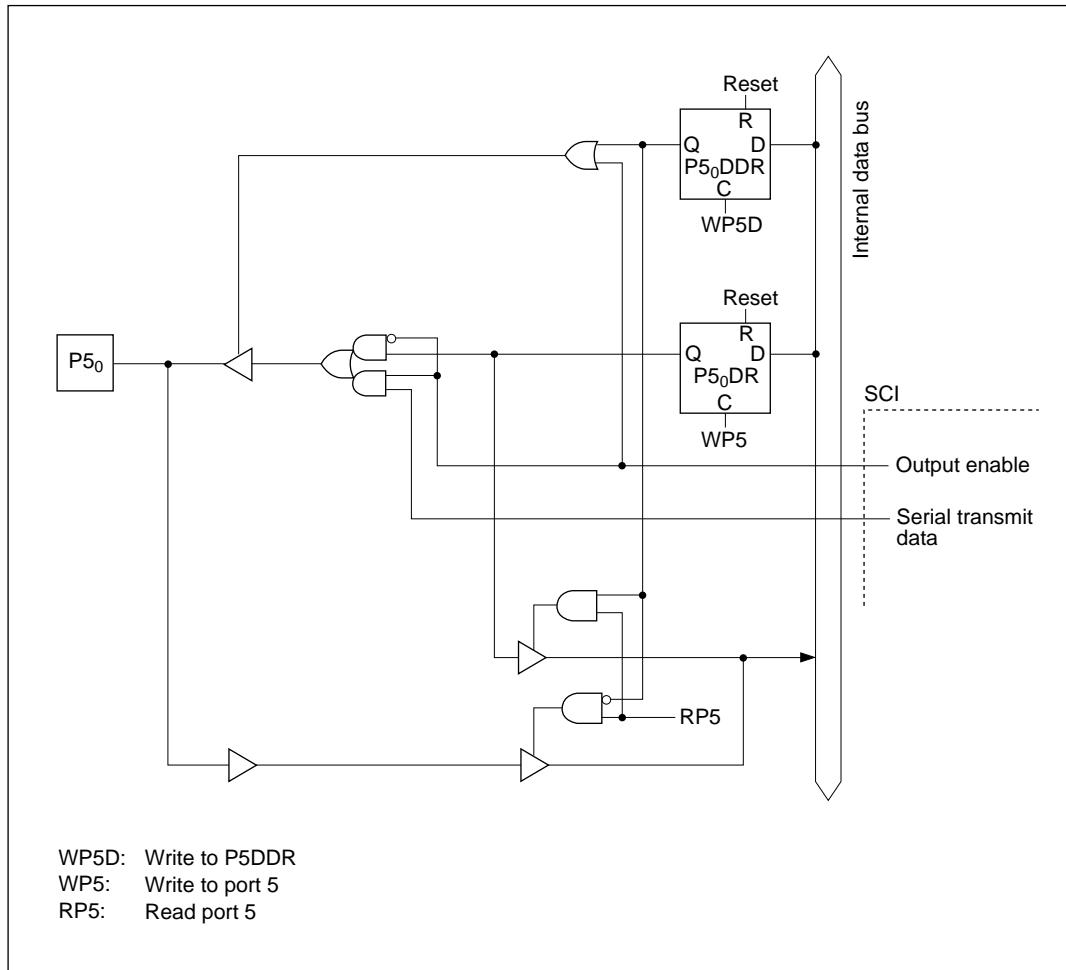 Reset
R
Q D
P5₀DDR
C
WP5D
Internal data bus
Reset
R
P5₀
Q D
P5₀DR
C
WP5
SCI
Output enable
Serial transmit
data
RP5
WP5D: Write to P5DDR
WP5: Write to port 5
RP5: Read port 5